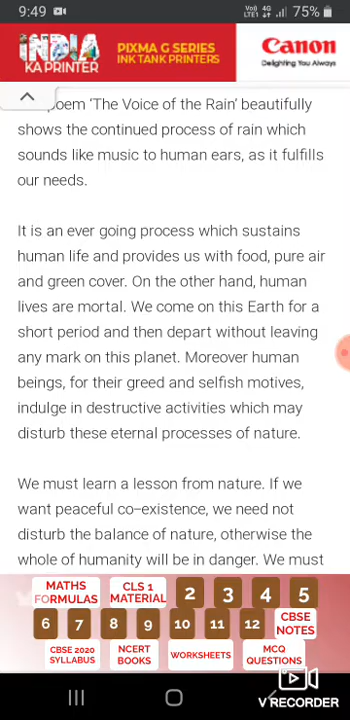 9:49
Vo)) 4G
LTE1
75%
INDIA
KA PRINTER
PIXMA G SERIES
INK TANK PRINTERS
Canon
Delighting You Always
poem 'The Voice of the Rain' beautifully
shows the continued process of rain which
sounds like music to human ears, as it fulfills
our needs.
It is an ever going process which sustains
human life and provides us with food, pure air
and green cover. On the other hand, human
lives are mortal. We come on this Earth for a
short period and then depart without leaving
any mark on this planet. Moreover human
beings, for their greed and selfish motives,
indulge in destructive activities which may
disturb these eternal processes of nature.
We must learn a lesson from nature. If we
want peaceful co-existence, we need not
disturb the balance of nature, otherwise the
whole of humanity will be in danger. We must
MATHS FORMULAS
CLS 1 MATERIAL
2 3 4 5
6 7 8 9 10 11 12
CBSE NOTES
CBSE 2020 SYLLABUS
NCERT BOOKS
WORKSHEETS
MCQ QUESTIONS
V RECORDER